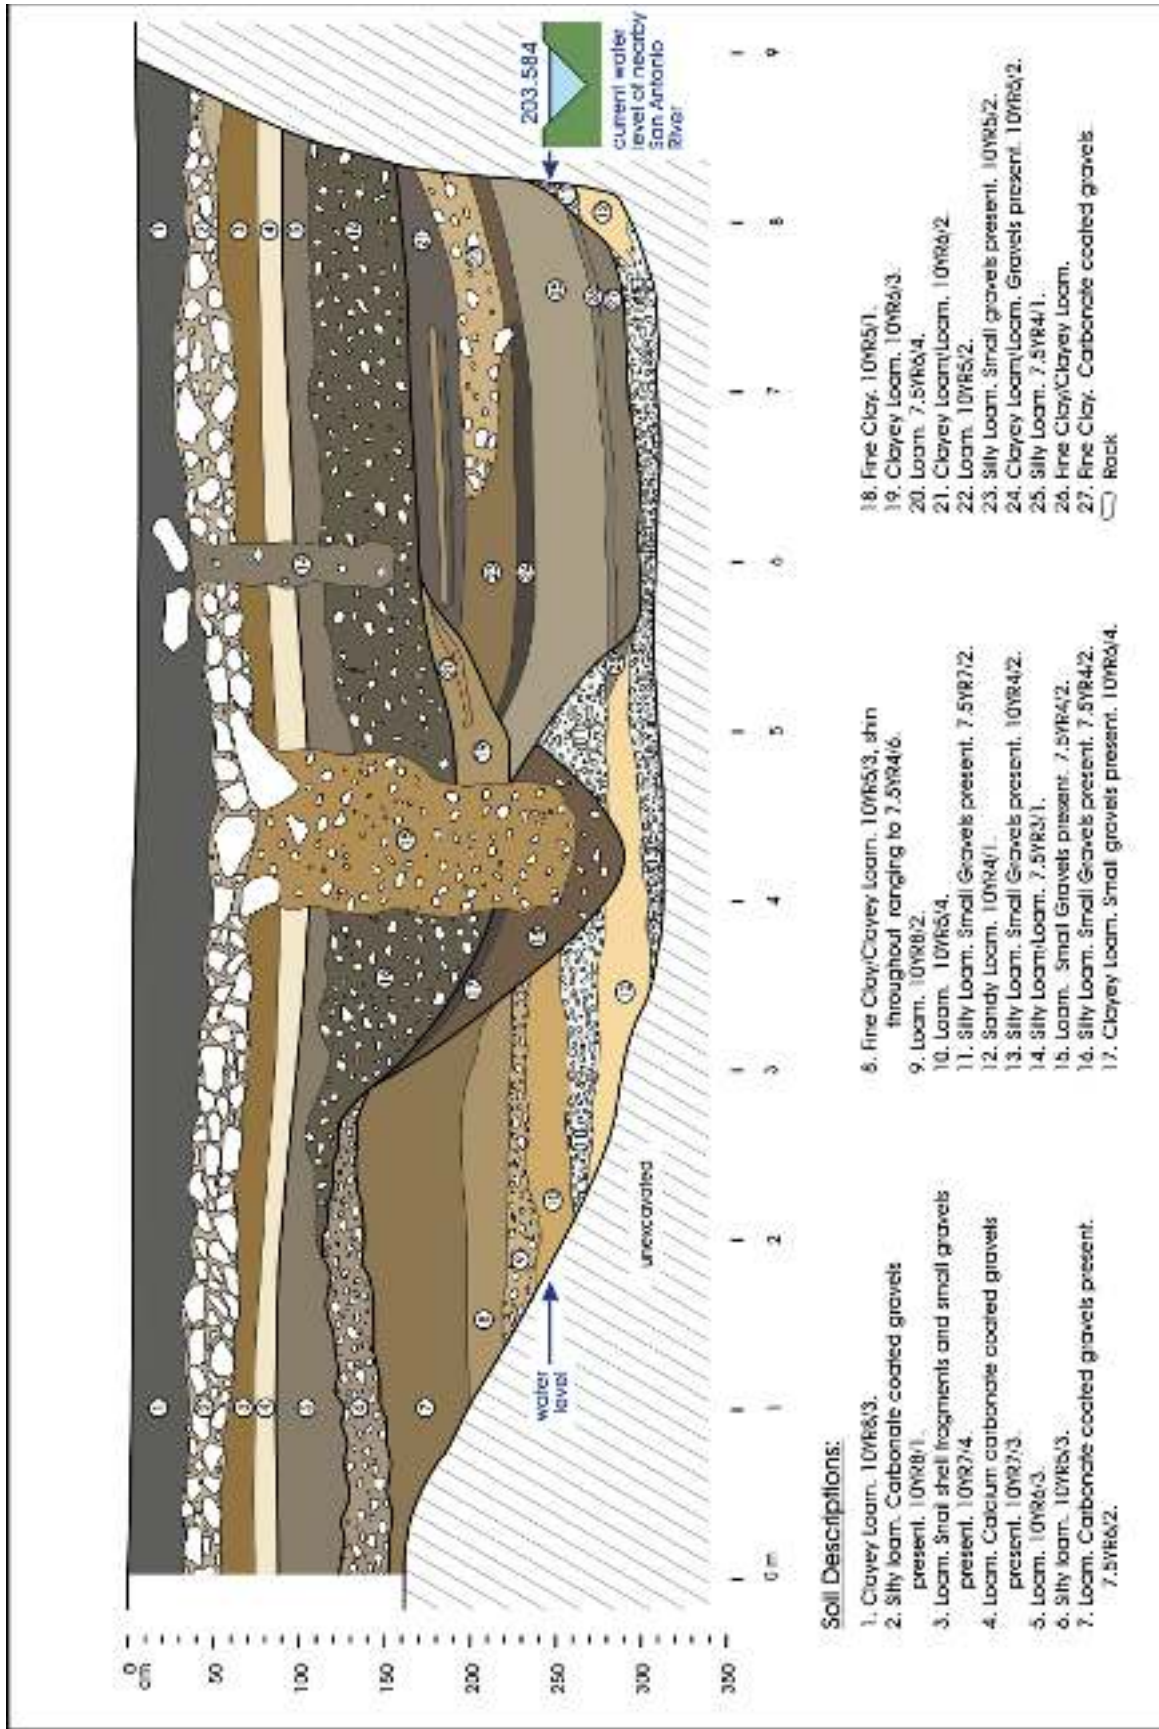 203.584
current water
level of nearby
San Antonio
River
water
level
unexcavated
0
cm
50
100
150
200
250
300
350
0 m
1
2
3
4
5
6
7
8
9
Soil Descriptions:
1. Clayey Loam. 10YR6/3.
2. Silty loam. Carbonate coated gravels
present. 10YR8/1.
3. Loam. Snail shell fragments and small gravels
present. 10YR7/4.
4. Loam. Calcium carbonate coated gravels
present. 10YR7/3.
5. Loam. 10YR6/3.
6. Silty loam. 10YR5/3.
7. Loam. Carbonate coated gravels present.
7.5YR6/2.
8. Fine Clay/Clayey Loam. 10YR5/3, thin
throughout ranging to 7.5YR4/6.
9. Loam. 10YR8/2.
10. Loam. 10YR5/4.
11. Silty Loam. Small Gravels present. 7.5YR7/2.
12. Sandy Loam. 10YR4/1.
13. Silty Loam. Small Gravels present. 10YR4/2.
14. Silty Loam/Loam. 7.5YR3/1.
15. Loam. Small Gravels present. 7.5YR4/2.
16. Silty Loam. Small Gravels present. 7.5YR4/2.
17. Clayey Loam. Small gravels present. 10YR6/4.
18. Fine Clay. 10YR5/1.
19. Clayey Loam. 10YR6/3.
20. Loam. 7.5YR6/4.
21. Clayey Loam/Loam. 10YR6/2.
22. Loam. 10YR5/2.
23. Silty Loam. Small gravels present. 10YR5/2.
24. Clayey Loam/Loam. Gravels present. 10YR6/2.
25. Silty Loam. 7.5YR4/1.
26. Fine Clay/Clayey Loam.
27. Fine Clay. Carbonate coated gravels.
Rock